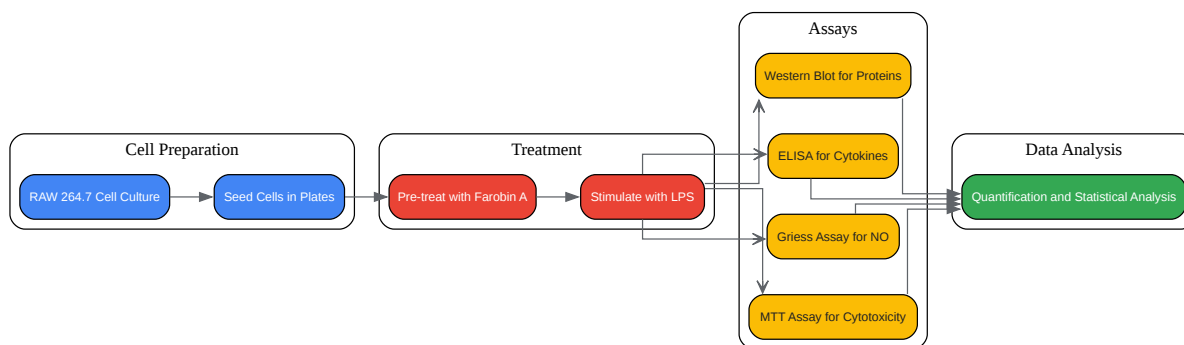 Cell Preparation
RAW 264.7 Cell Culture
Seed Cells in Plates
Treatment
Pre-treat with Farobin A
Stimulate with LPS
Assays
Western Blot for Proteins
ELISA for Cytokines
Griess Assay for NO
MTT Assay for Cytotoxicity
Data Analysis
Quantification and Statistical Analysis